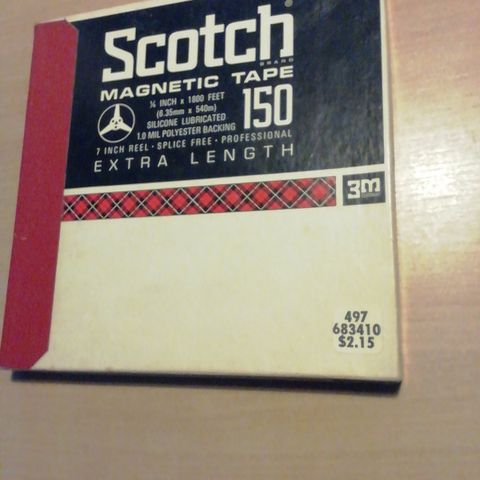 Scotch®
BRAND
MAGNETIC TAPE
150
¼ INCH x 1800 FEET
(6.35mm x 540m)
SILICONE LUBRICATED
1.0 MIL POLYESTER BACKING
7 INCH REEL · SPLICE FREE · PROFESSIONAL
EXTRA LENGTH
3M
497
683410
$2.15